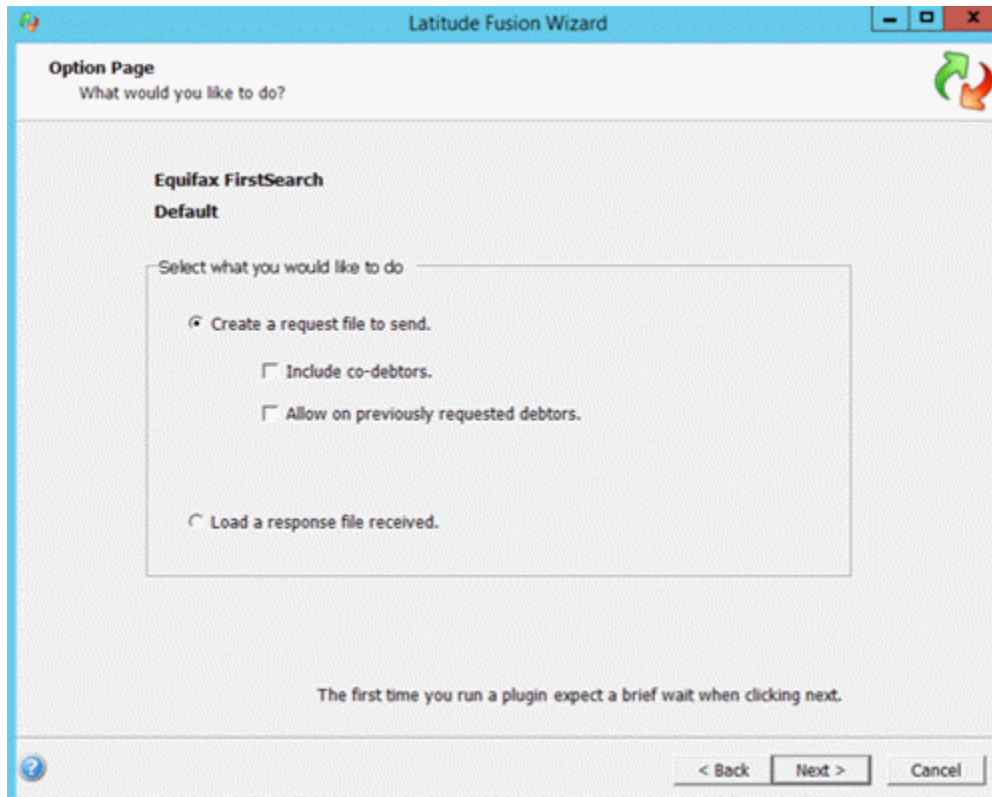 Latitude Fusion Wizard
Option Page
What would you like to do?
Equifax FirstSearch
Default
Select what you would like to do
Create a request file to send.
Include co-debtors.
Allow on previously requested debtors.
Load a response file received.
The first time you run a plugin expect a brief wait when clicking next.
< Back Next > Cancel